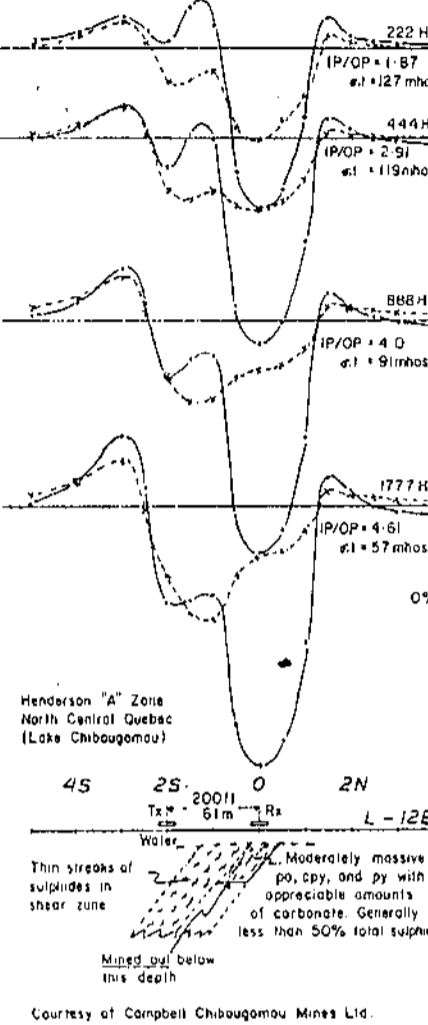 222 H
IP/OP = 1.87
σ.t = 127 mho
444 H
IP/OP = 2.91
σ.t = 119 mhos
888 H
IP/OP = 4.0
σ.t = 91 mhos
1777 H
IP/OP = 4.61
σ.t = 57 mhos
0%
Henderson "A" Zone
North Central Quebec
(Lake Chibougomou)
4S 2S 0 2N
Tx 200ft Rx
61m
L - 12E
Water
Thin streaks of
sulphides in
shear zone
Moderately massive
po, cpy, and py with
appreciable amounts
of carbonate. Generally
less than 50% total sulphi
Mined out below
this depth
Courtesy of Campbell Chibougomou Mines Ltd.